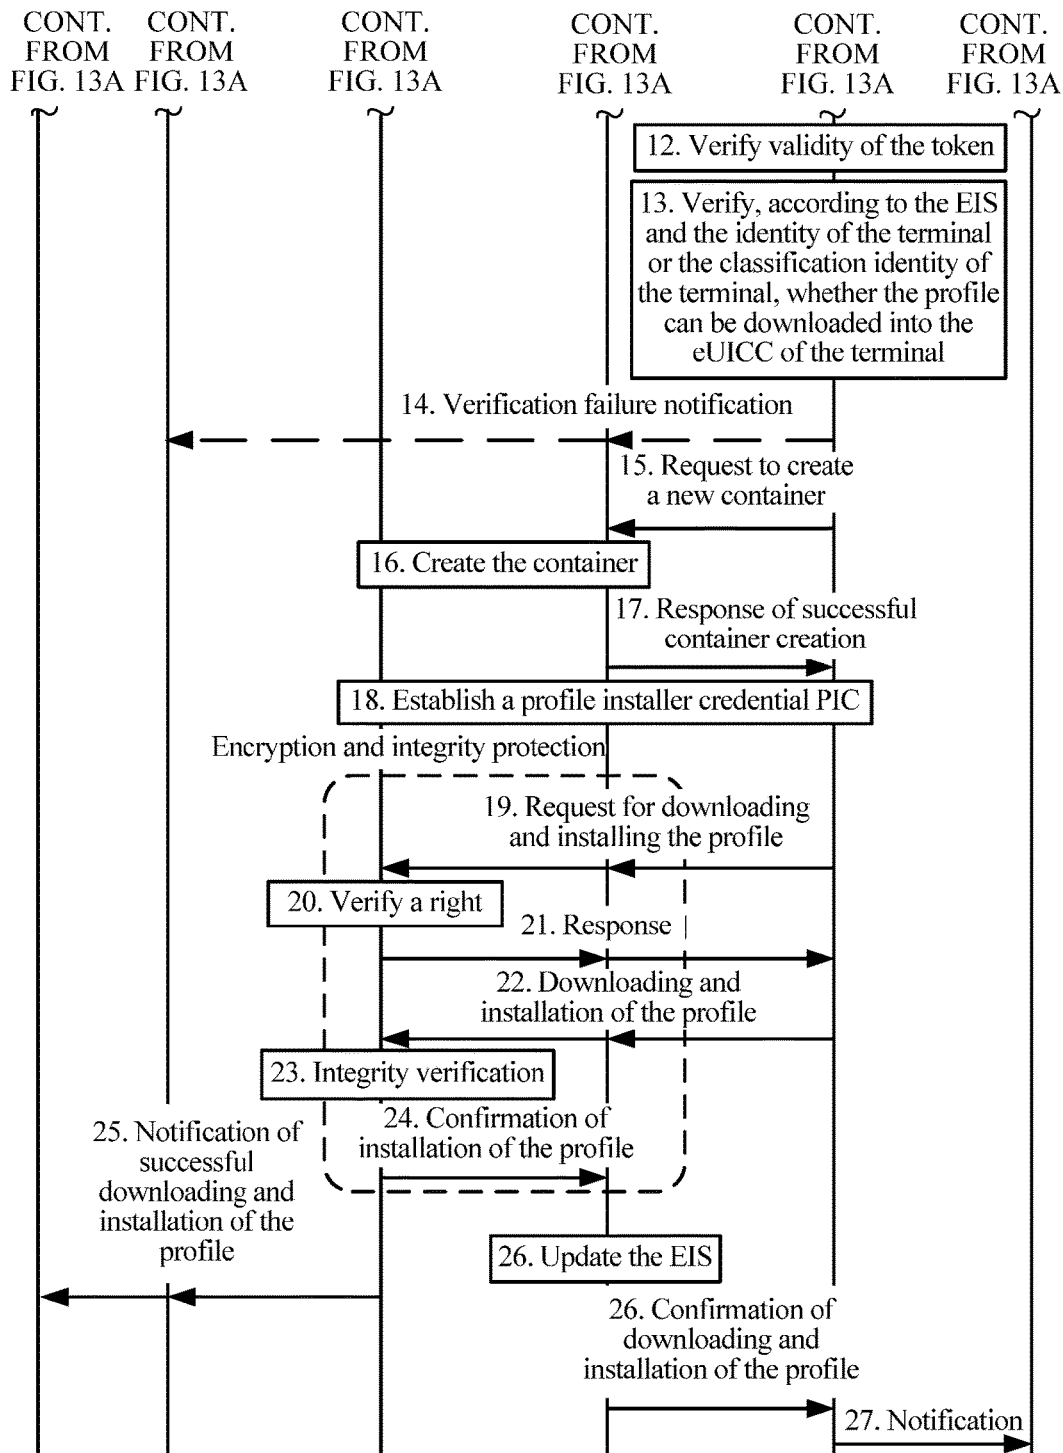 CONT.
FROM
FIG. 13A
CONT.
FROM
FIG. 13A
CONT.
FROM
FIG. 13A
CONT.
FROM
FIG. 13A
CONT.
FROM
FIG. 13A
CONT.
FROM
FIG. 13A
12. Verify validity of the token
13. Verify, according to the EIS
and the identity of the terminal
or the classification identity of
the terminal, whether the profile
can be downloaded into the
eUICC of the terminal
14. Verification failure notification
15. Request to create
a new container
16. Create the container
17. Response of successful
container creation
18. Establish a profile installer credential PIC
Encryption and integrity protection
19. Request for downloading
and installing the profile
20. Verify a right
21. Response
22. Downloading and
installation of the profile
23. Integrity verification
24. Confirmation of
installation of the profile
25. Notification of
successful
downloading and
installation of the
profile
26. Update the EIS
26. Confirmation of
downloading and
installation of the profile
27. Notification